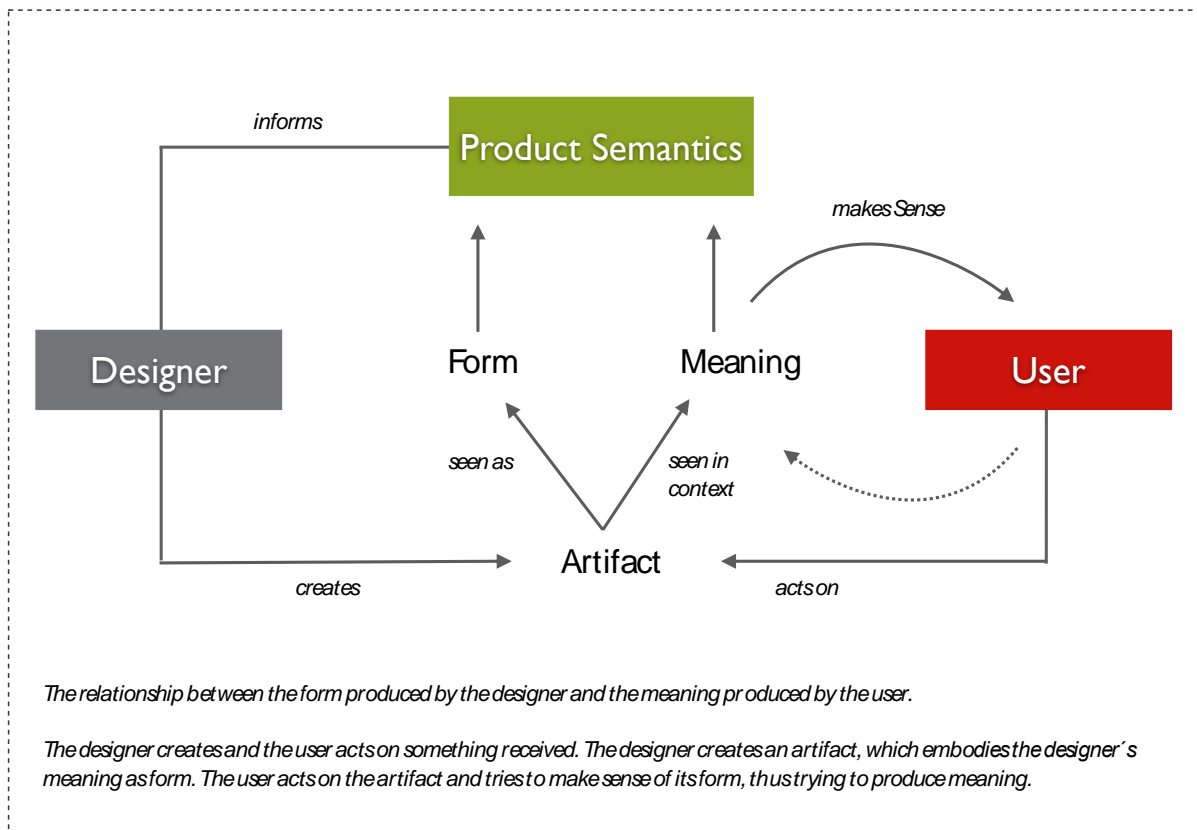 informs
Product Semantics
makes Sense
Designer
Form
Meaning
User
seen as
seen in
context
Artifact
creates
acts on
The relationship between the form produced by the designer and the meaning produced by the user.
The designer creates and the user acts on something received. The designer creates an artifact, which embodies the designer´s
meaning as form. The user acts on the artifact and tries to make sense of its form, thus trying to produce meaning.